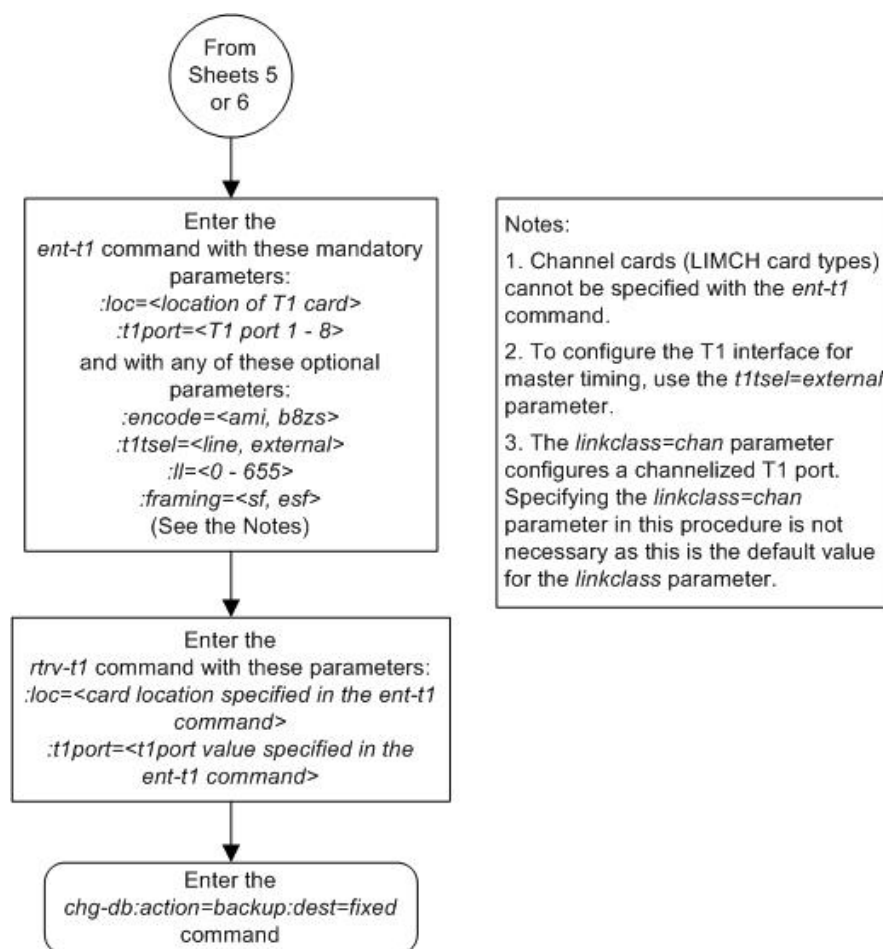 From
Sheets 5
or 6
Enter the
ent-t1 command with these mandatory
parameters:
:loc=<location of T1 card>
:t1port=<T1 port 1 - 8>
and with any of these optional
parameters:
:encode=<ami, b8zs>
:t1tsel=<line, external>
:ll=<0 - 655>
:framing=<sf, esf>
(See the Notes)
Notes:
1. Channel cards (LIMCH card types)
cannot be specified with the ent-t1
command.
2. To configure the T1 interface for
master timing, use the t1tsel=external
parameter.
3. The linkclass=chan parameter
configures a channelized T1 port.
Specifying the linkclass=chan
parameter in this procedure is not
necessary as this is the default value
for the linkclass parameter.
Enter the
rtrv-t1 command with these parameters:
:loc=<card location specified in the ent-t1
command>
:t1port=<t1port value specified in the
ent-t1 command>
Enter the
chg-db:action=backup:dest=fixed
command